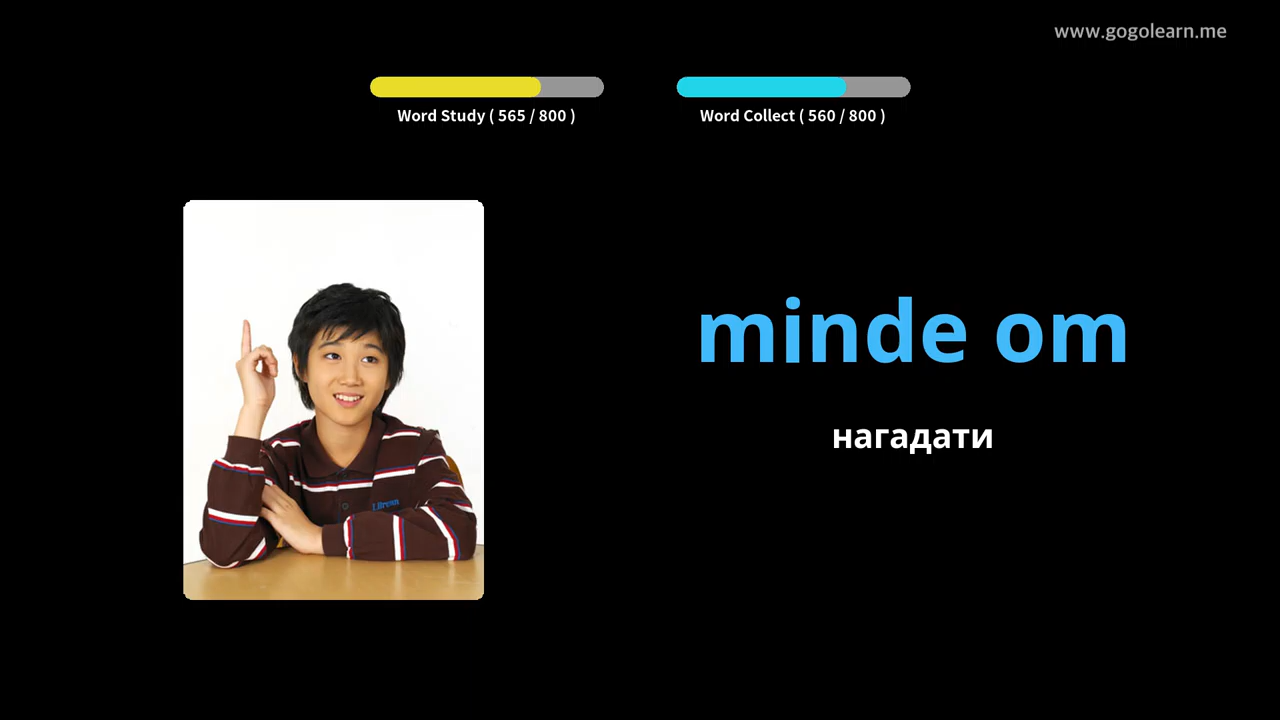 www.gogolearn.me
Word Study ( 565 / 800 )
Word Collect ( 560 / 800 )
minde om
нагадати